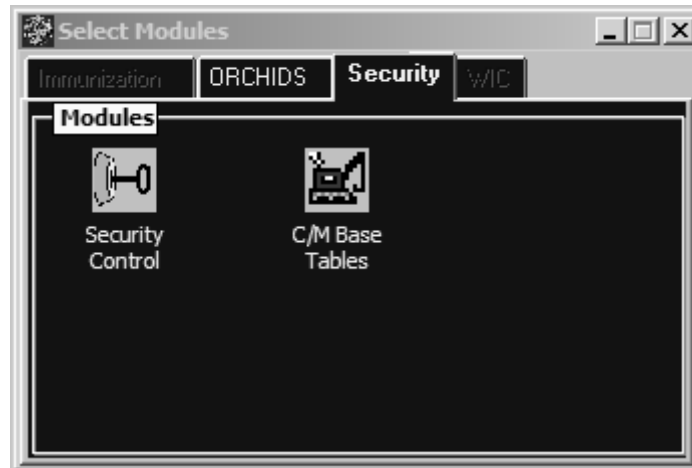 Select Modules
Immunization ORCHIDS Security WIC
Modules
Security C/M Base
Control Tables